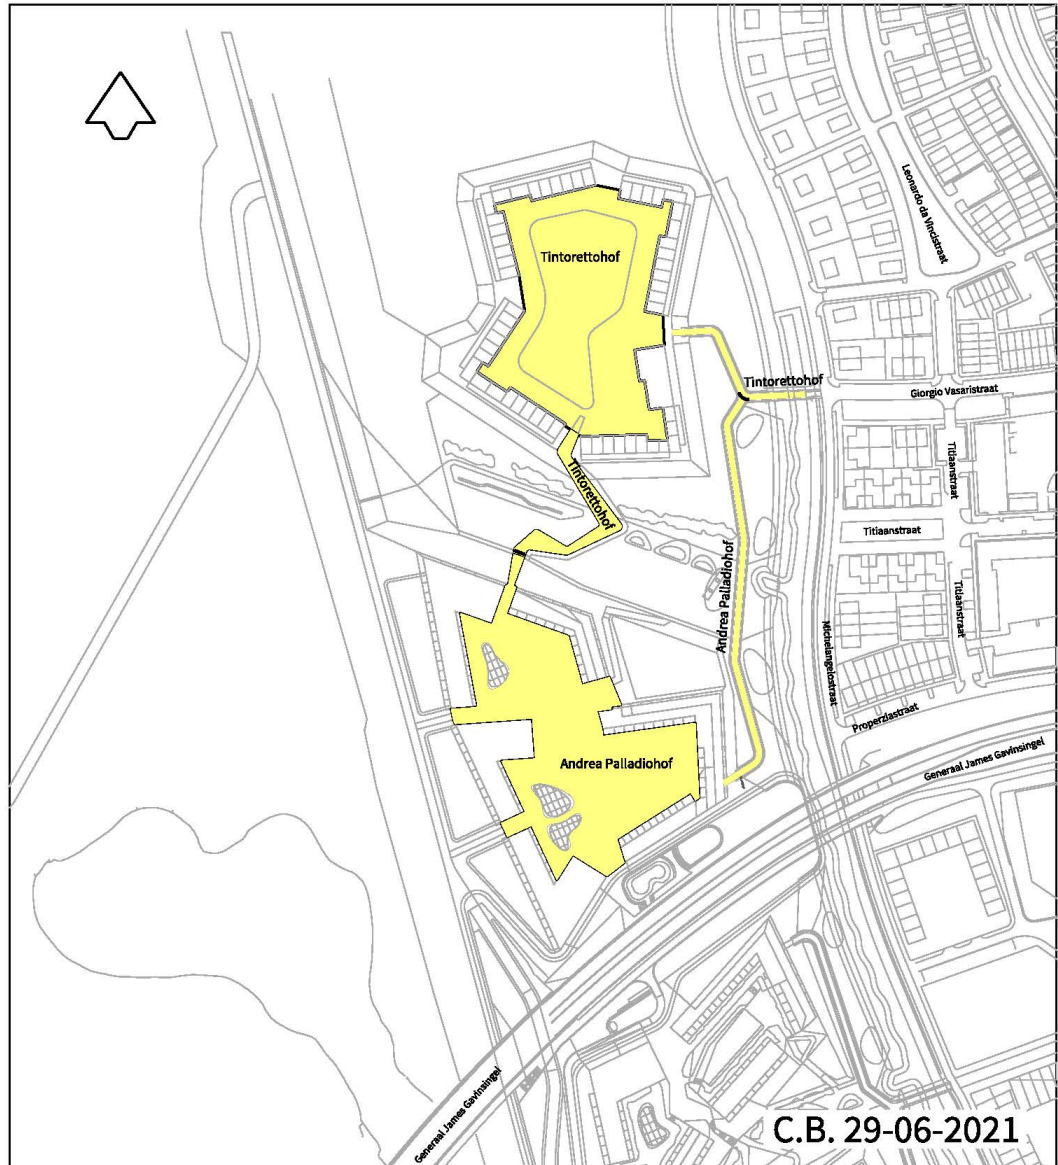 Leonardo da Vincistraat
Tintorettohof
Tintorettohof
Giorgio Vasaristraat
Titiaanstraat
Tintorettohof
Titiaanstraat
Andrea Palladiohof
Titiaanstraat
Michelangelostraat
Properziastraat
Generaal James Gavinsingel
Andrea Palladiohof
Generaal James Gavinsingel
C.B. 29-06-2021